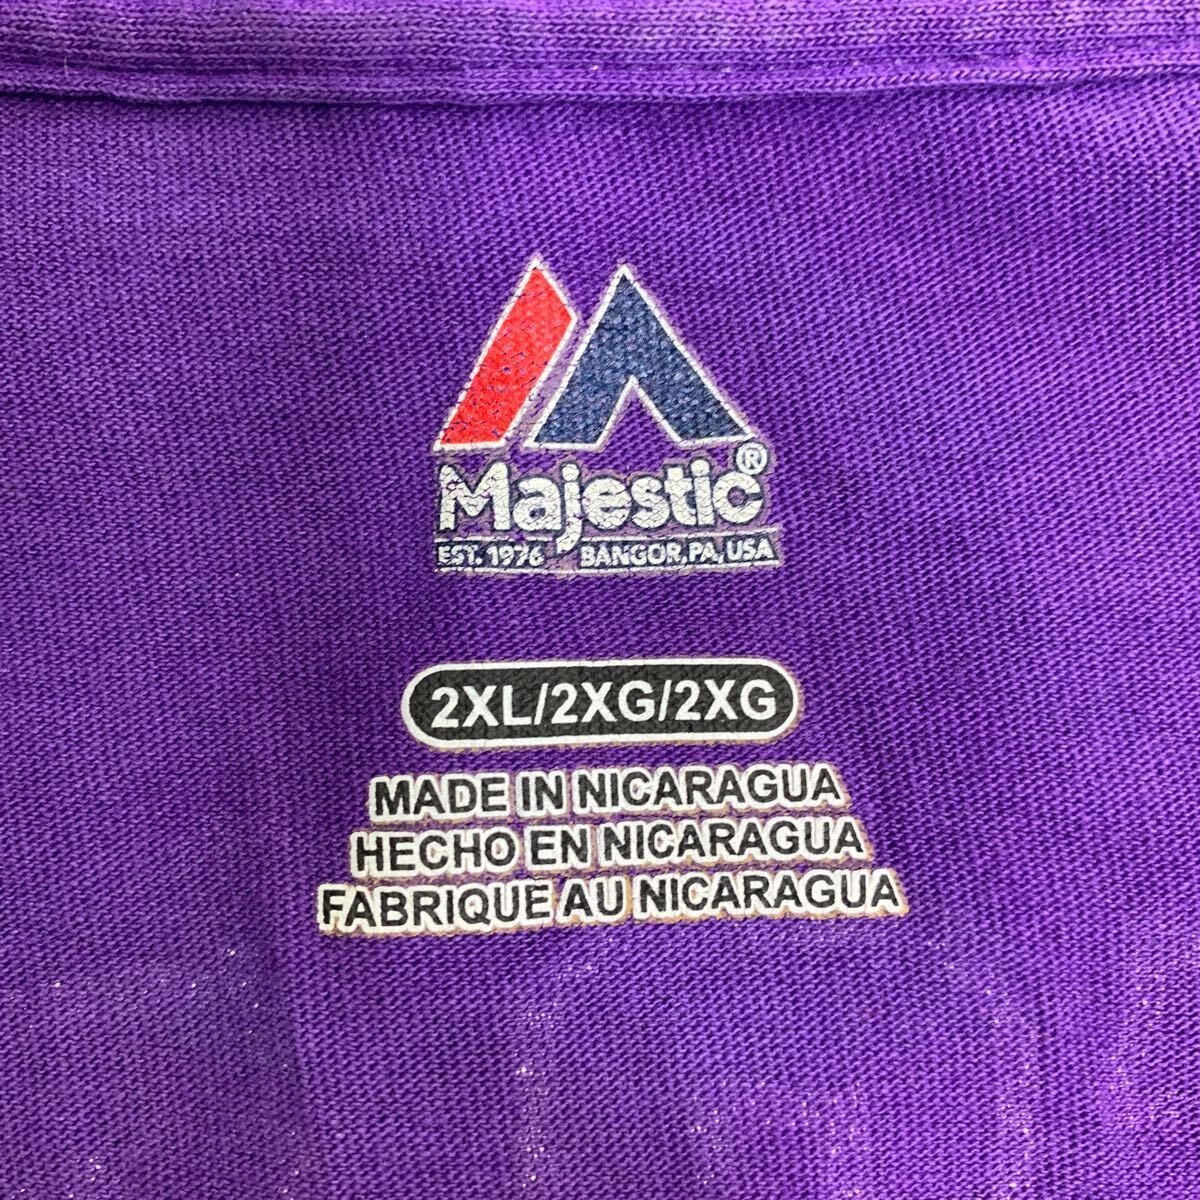 Majestic®
EST. 1976 BANGOR, PA, USA
2XL/2XG/2XG
MADE IN NICARAGUA
HECHO EN NICARAGUA
FABRIQUE AU NICARAGUA